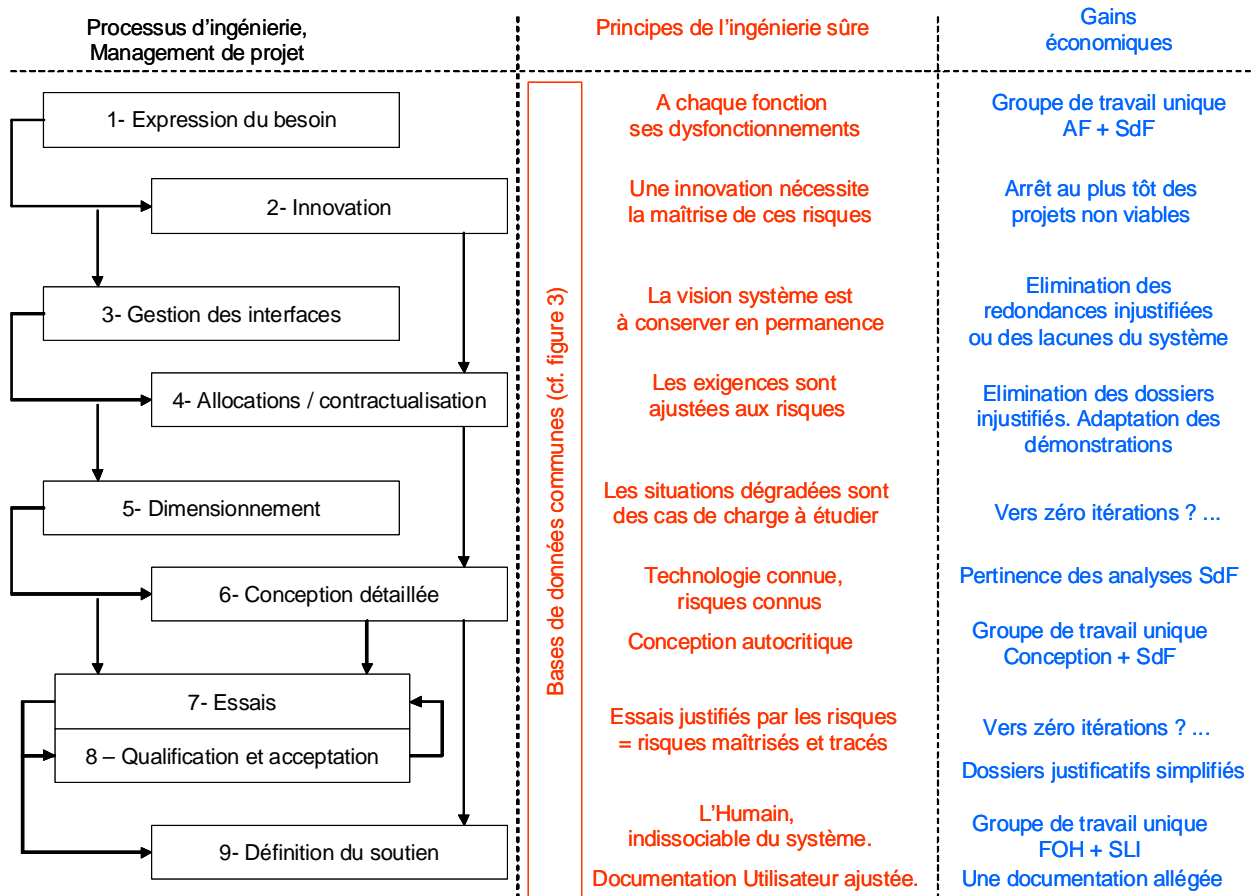 Processus d'ingénierie,
Management de projet
Principes de l'ingénierie sûre
Gains
économiques
1- Expression du besoin
2- Innovation
3- Gestion des interfaces
4- Allocations / contractualisation
5- Dimensionnement
6- Conception détaillée
7- Essais
8 – Qualification et acceptation
9- Définition du soutien
Bases de données communes (cf. figure 3)
A chaque fonction
ses dysfonctionnements
Une innovation nécessite
la maîtrise de ces risques
La vision système est
à conserver en permanence
Les exigences sont
ajustées aux risques
Les situations dégradées sont
des cas de charge à étudier
Technologie connue,
risques connus
Conception autocritique
Essais justifiés par les risques
= risques maîtrisés et tracés
L'Humain,
indissociable du système.
Documentation Utilisateur ajustée.
Groupe de travail unique
AF + SdF
Arrêt au plus tôt des
projets non viables
Elimination des
redondances injustifiées
ou des lacunes du système
Elimination des dossiers
injustifiés. Adaptation des
démonstrations
Vers zéro itérations ? ...
Pertinence des analyses SdF
Groupe de travail unique
Conception + SdF
Vers zéro itérations ? ...
Dossiers justificatifs simplifiés
Groupe de travail unique
FOH + SLI
Une documentation allégée